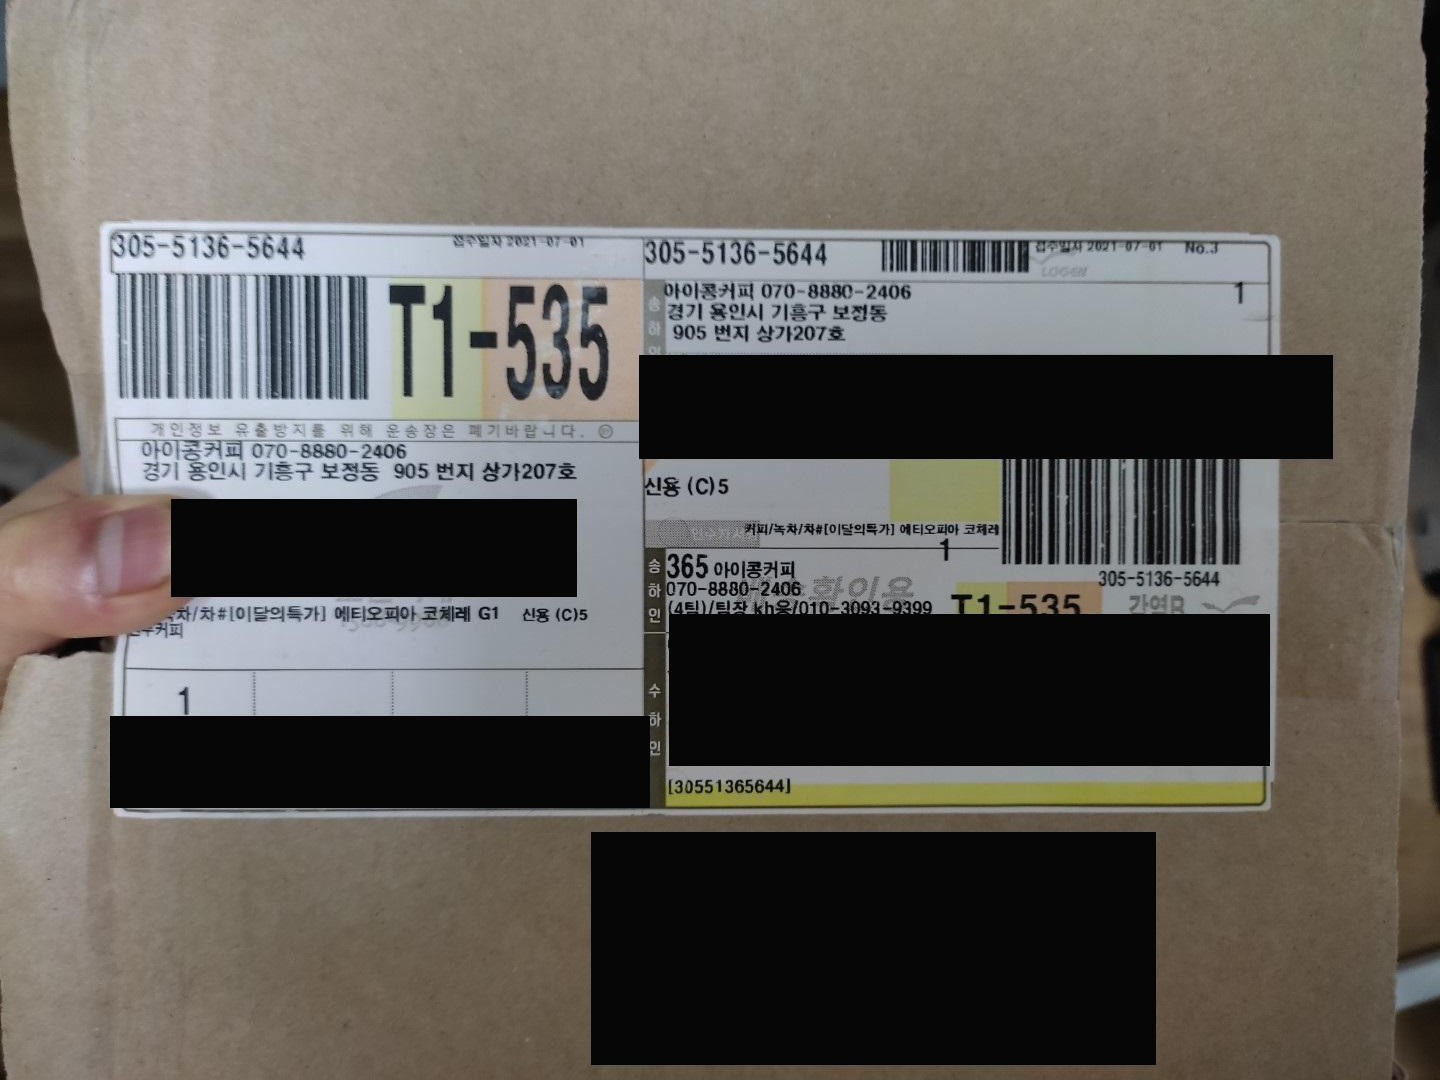 305-5136-5644
접수일자 2021-07-01
T1-535
개인정보 유출방지를 위해 운송장은 폐기바랍니다.
아이콩커피 070-8880-2406
경기 용인시 기흥구 보정동 905 번지 상가207호
차/차#[이달의특가] 에티오피아 코체레 G1 신용 (C)5
커피
1
305-5136-5644
접수일자 2021-07-01 No.3
LOGEN
송하인
아이콩커피 070-8880-2406
1
경기 용인시 기흥구 보정동
905 번지 상가207호
신용 (C)5
커피/녹차/차#[이달의특가] 에티오피아 코체레
1
305-5136-5644
송하인
365 아이콩커피
070-8880-2406
(4팀)/팀장 kh웅/010-3093-9399
T1-535
수하인
[30551365644]